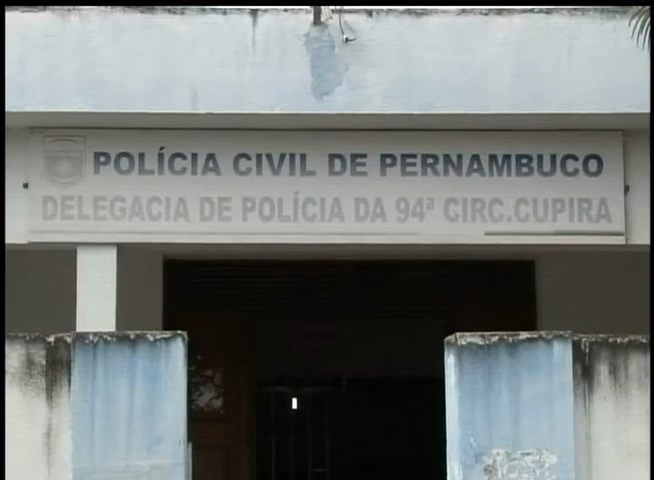 POLÍCIA CIVIL DE PERNAMBUCO
DELEGACIA DE POLÍCIA DA 94ª CIRC.CUPIRA